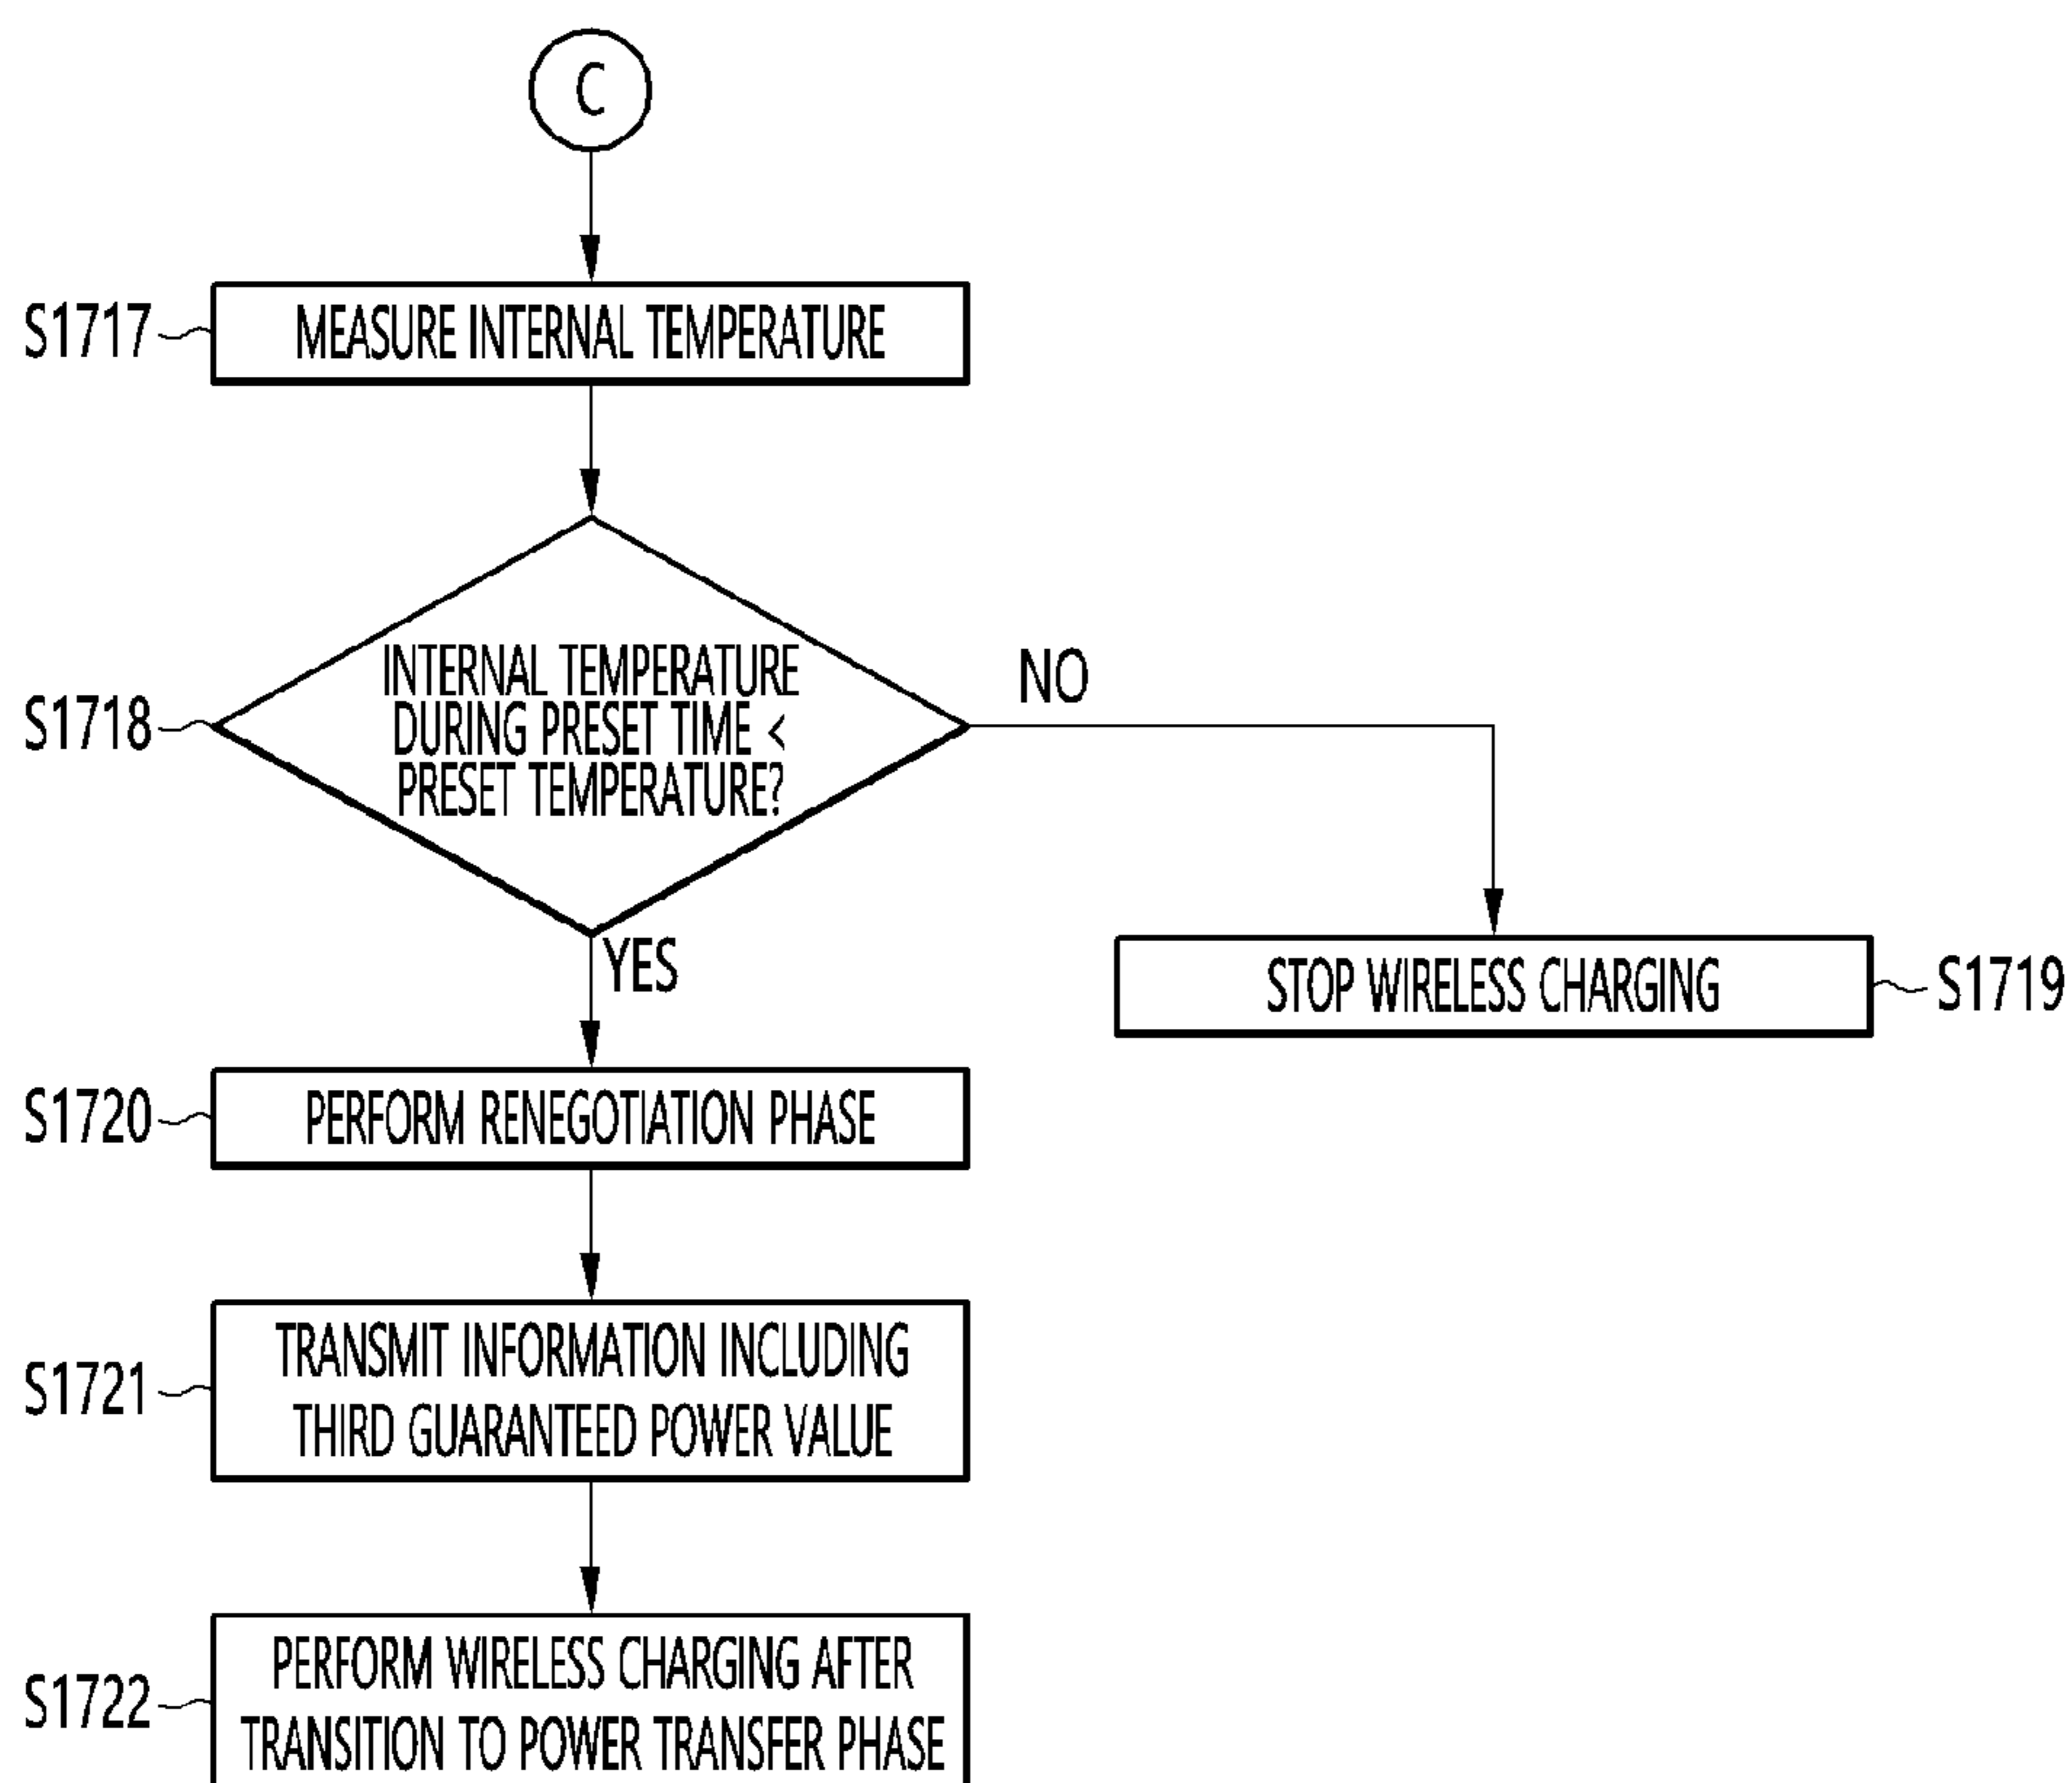 C
S1717
MEASURE INTERNAL TEMPERATURE
S1718
INTERNAL TEMPERATURE
DURING PRESET TIME <
PRESET TEMPERATURE?
NO
YES
STOP WIRELESS CHARGING
S1719
S1720
PERFORM RENEGOTIATION PHASE
S1721
TRANSMIT INFORMATION INCLUDING
THIRD GUARANTEED POWER VALUE
S1722
PERFORM WIRELESS CHARGING AFTER
TRANSITION TO POWER TRANSFER PHASE